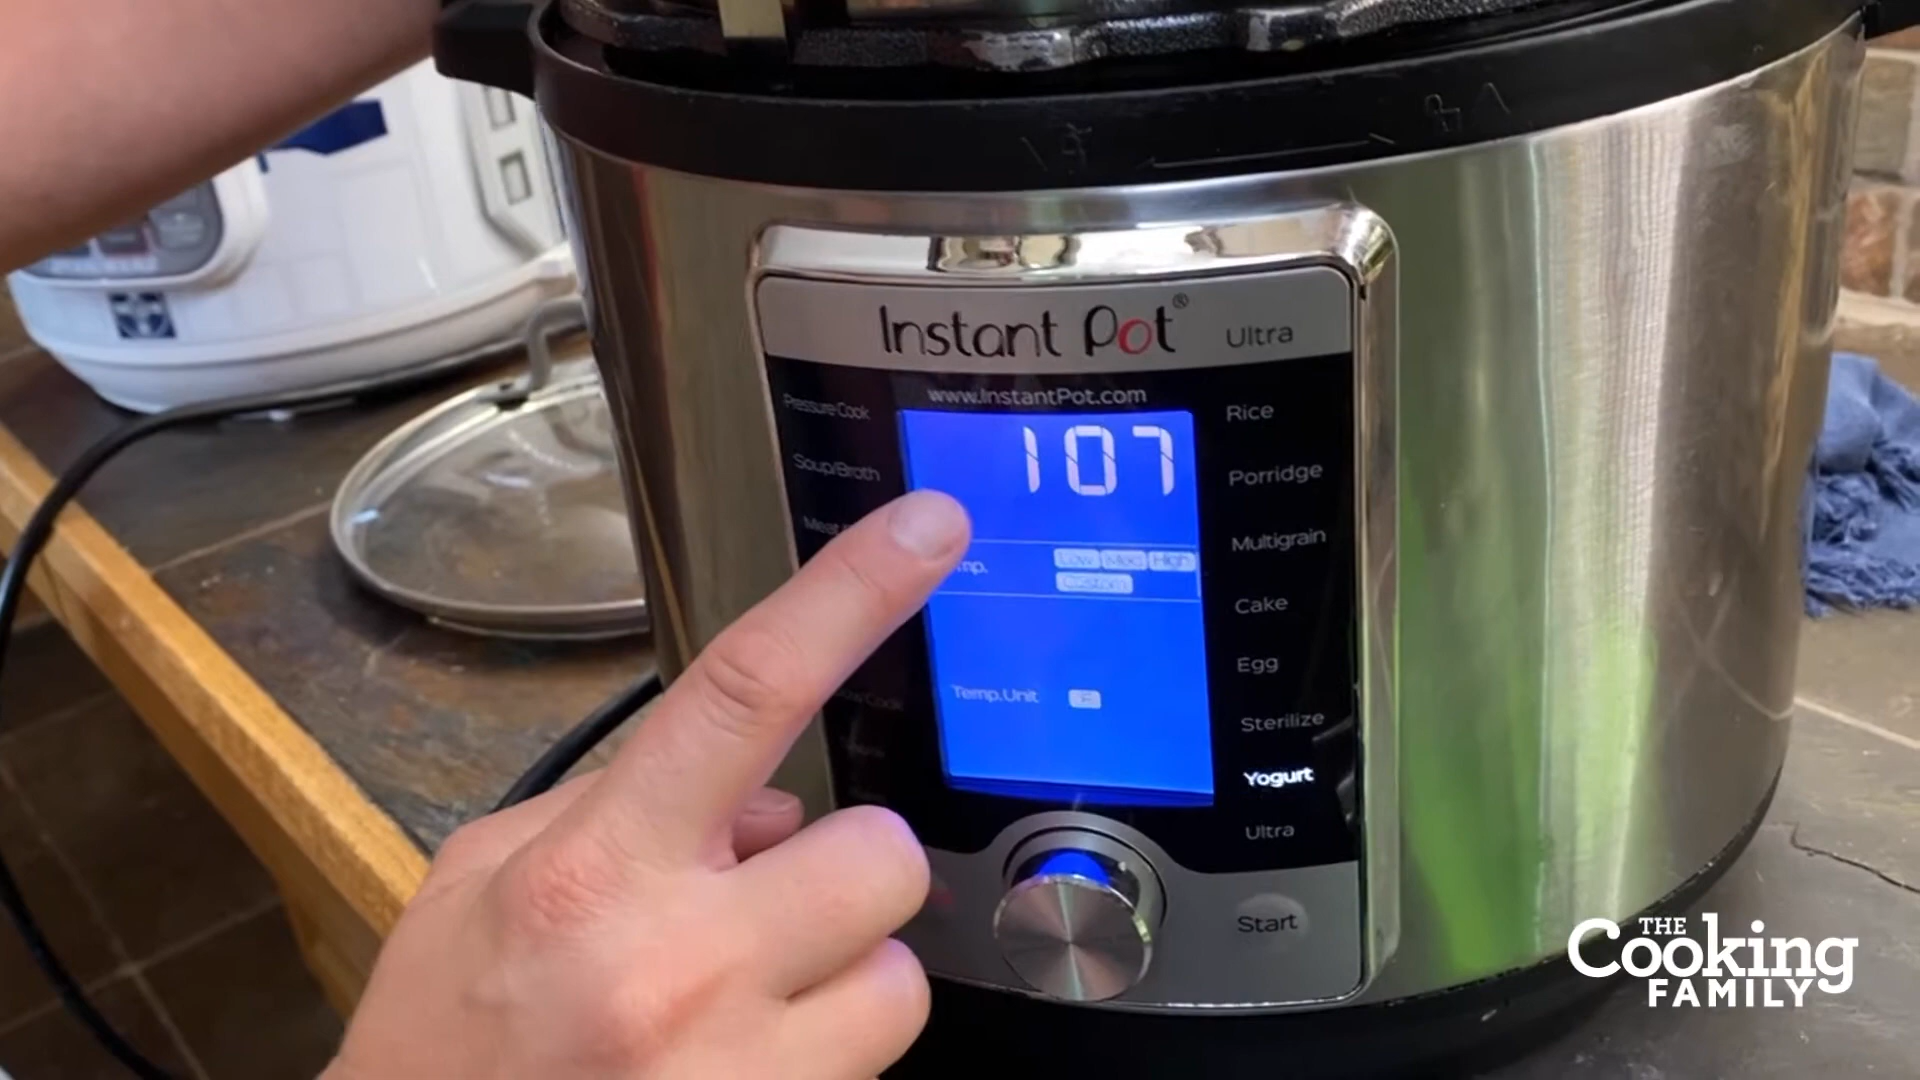 Instant Pot® Ultra
www.InstantPot.com
Pressure Cook
Soup/Broth
107
Low Med High
Custom
Temp.Unit F
Rice
Porridge
Multigrain
Cake
Egg
Sterilize
Yogurt
Ultra
Start
THE
Cooking
FAMILY